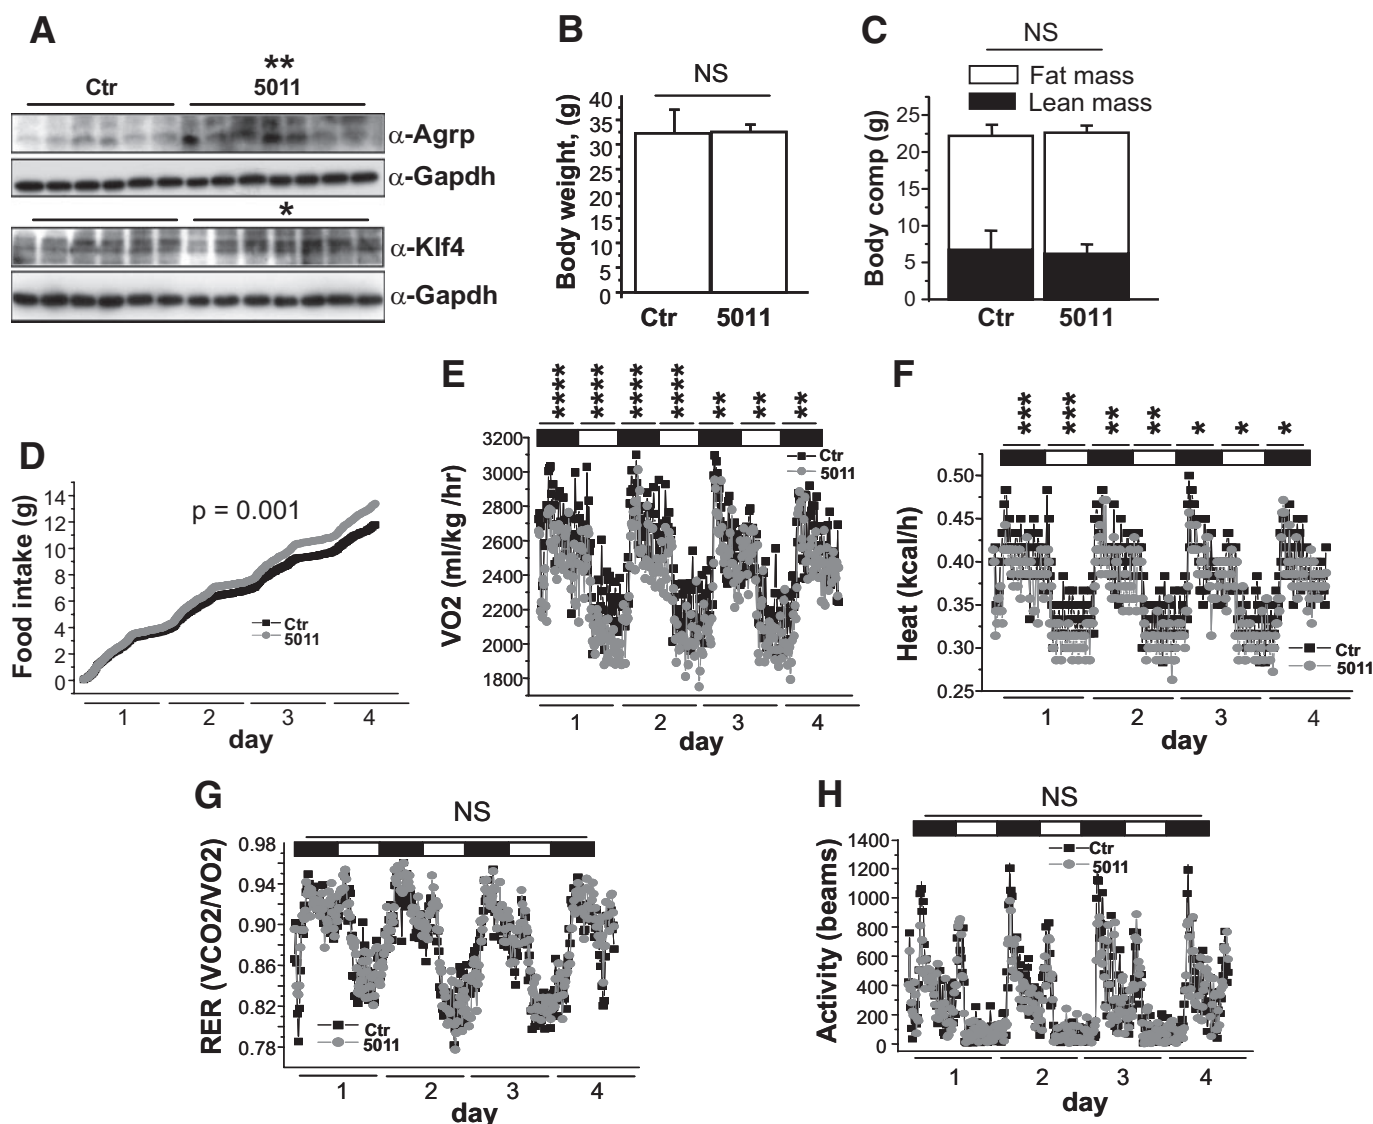 A
**
Ctr
5011
α-Agrp
α-Gapdh
*
α-Klf4
α-Gapdh
B
NS
Body weight, (g)
40
35
30
25
20
15
10
5
0
Ctr
5011
C
NS
Fat mass
Lean mass
Body comp (g)
25
20
15
10
5
0
Ctr
5011
D
p = 0.001
Food intake (g)
14
12
10
8
6
4
2
0
Ctr
5011
1 2 3 4
day
E
**** **** **** **** ** ** **
VO2 (ml/kg /hr)
3200
3000
2800
2600
2400
2200
2000
1800
Ctr
5011
1 2 3 4
day
F
*** *** ** ** * * *
Heat (kcal/h)
0.50
0.45
0.40
0.35
0.30
0.25
Ctr
5011
1 2 3 4
day
G
NS
RER (VCO2/VO2)
0.98
0.94
0.90
0.86
0.82
0.78
Ctr
5011
1 2 3 4
day
H
NS
Activity (beams)
1400
1200
1000
800
600
400
200
0
Ctr
5011
1 2 3 4
day